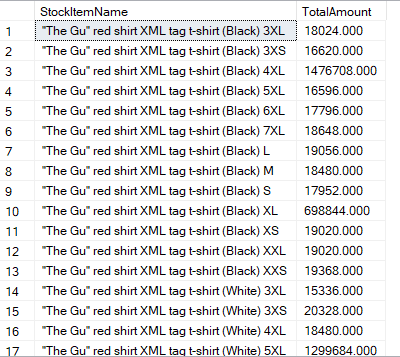 StockItemName TotalAmount
1 "The Gu" red shirt XML tag t-shirt (Black) 3XL 18024.000
2 "The Gu" red shirt XML tag t-shirt (Black) 3XS 16620.000
3 "The Gu" red shirt XML tag t-shirt (Black) 4XL 1476708.000
4 "The Gu" red shirt XML tag t-shirt (Black) 5XL 16596.000
5 "The Gu" red shirt XML tag t-shirt (Black) 6XL 17796.000
6 "The Gu" red shirt XML tag t-shirt (Black) 7XL 18648.000
7 "The Gu" red shirt XML tag t-shirt (Black) L 19056.000
8 "The Gu" red shirt XML tag t-shirt (Black) M 18480.000
9 "The Gu" red shirt XML tag t-shirt (Black) S 17952.000
10 "The Gu" red shirt XML tag t-shirt (Black) XL 698844.000
11 "The Gu" red shirt XML tag t-shirt (Black) XS 19020.000
12 "The Gu" red shirt XML tag t-shirt (Black) XXL 19020.000
13 "The Gu" red shirt XML tag t-shirt (Black) XXS 19368.000
14 "The Gu" red shirt XML tag t-shirt (White) 3XL 15336.000
15 "The Gu" red shirt XML tag t-shirt (White) 3XS 20328.000
16 "The Gu" red shirt XML tag t-shirt (White) 4XL 18480.000
17 "The Gu" red shirt XML tag t-shirt (White) 5XL 1299684.000